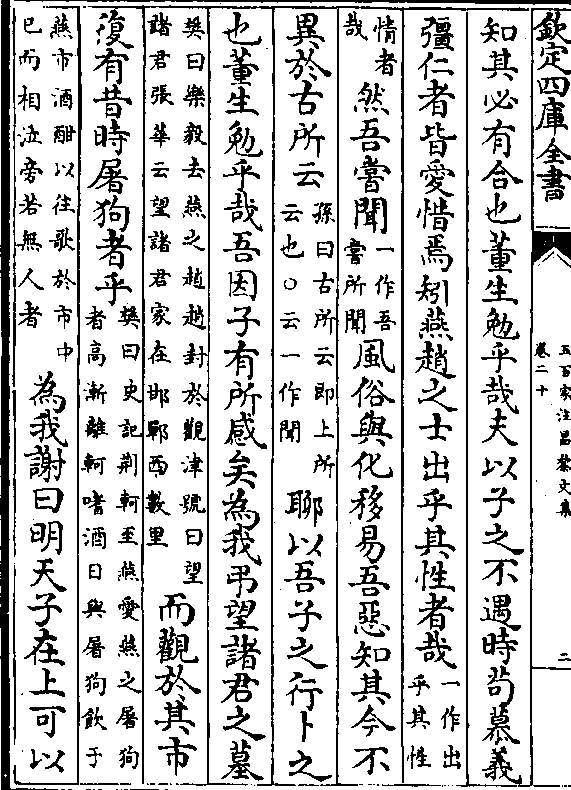 欽定四庫全書
五百家注昌黎文集
卷二十
二
知其必有合也董生勉乎哉夫以子之不遇時茍慕義
彊仁者皆愛惜焉矧燕趙之士出乎其性者哉一作出乎其性
情者哉然吾嘗聞一作吾嘗所聞風俗與化移易吾惡知其今不
異於古所云孫曰古所云即上所云也○云一作聞聊以吾子之行卜之
也董生勉乎哉吾因子有所感矣為我弔望諸君之墓
樊曰樂毅去燕之趙趙封於觀津號曰望諸君張華云望諸君家在邯鄲西數里而觀於其市
復有昔時屠狗者乎樊曰史記荆軻至燕愛燕之屠狗者高漸離軻嗜酒日與屠狗飲于
燕市酒酣以往歌於市中已而相泣旁若無人者為我謝曰明天子在上可以